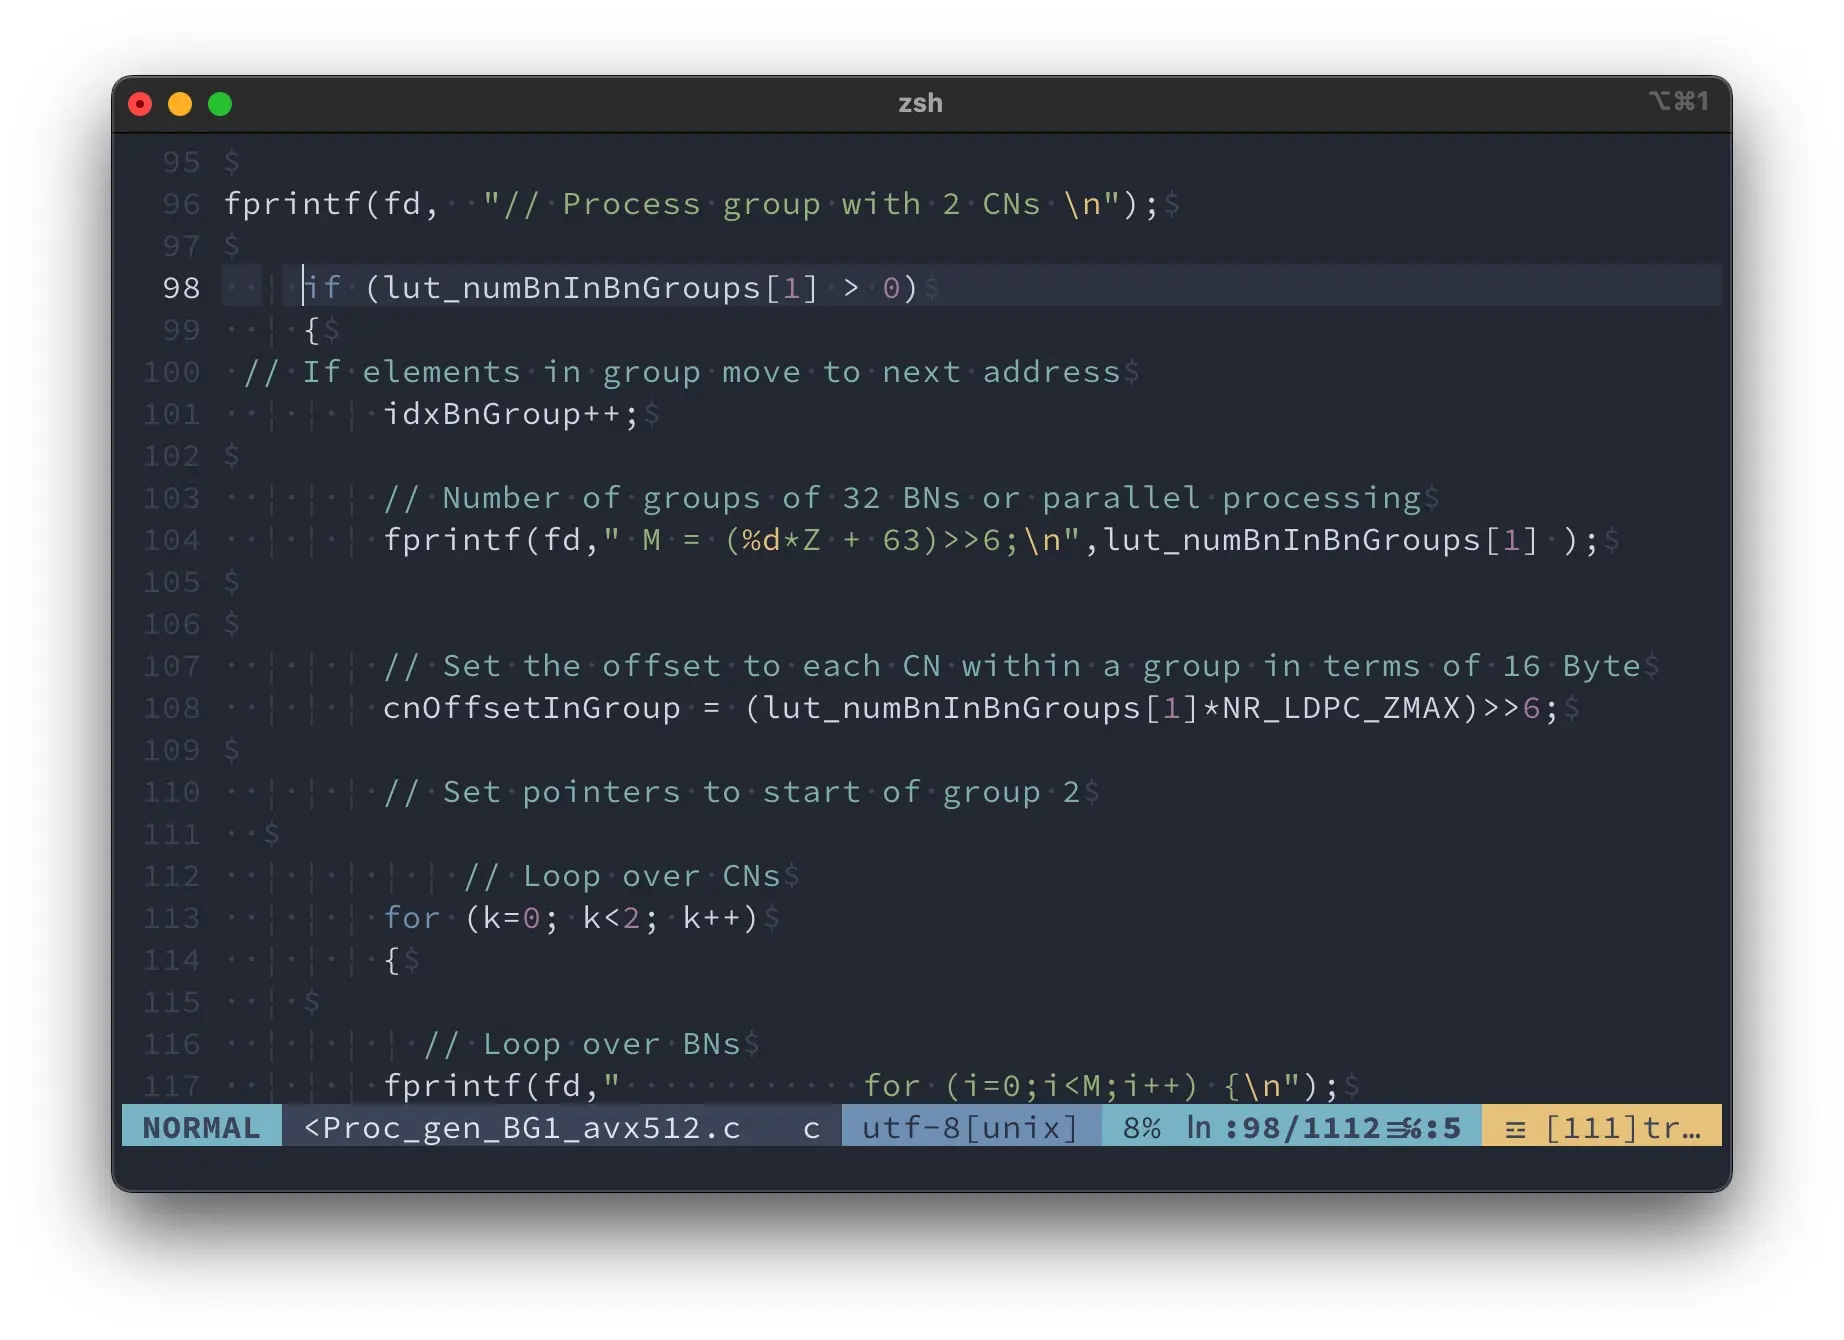 zsh ⌥⌘1
95 $
96 fprintf(fd,  "// Process group with 2 CNs \n");$
97 $
98     if (lut_numBnInBnGroups[1] > 0)$
99     {$
100  // If elements in group move to next address$
101         idxBnGroup++;$
102 $
103         // Number of groups of 32 BNs or parallel processing$
104         fprintf(fd," M = (%d*Z + 63)>>6;\n",lut_numBnInBnGroups[1] );$
105 $
106 $
107         // Set the offset to each CN within a group in terms of 16 Byte$
108         cnOffsetInGroup = (lut_numBnInBnGroups[1]*NR_LDPC_ZMAX)>>6;$
109 $
110         // Set pointers to start of group 2$
111   $
112             // Loop over CNs$
113         for (k=0; k<2; k++)$
114         {$
115     $
116           // Loop over BNs$
117         fprintf(fd,"            for (i=0;i<M;i++) {\n");$
NORMAL <Proc_gen_BG1_avx512.c c utf-8[unix] 8% ln :98/1112≡%:5 ☲ [111]tr…